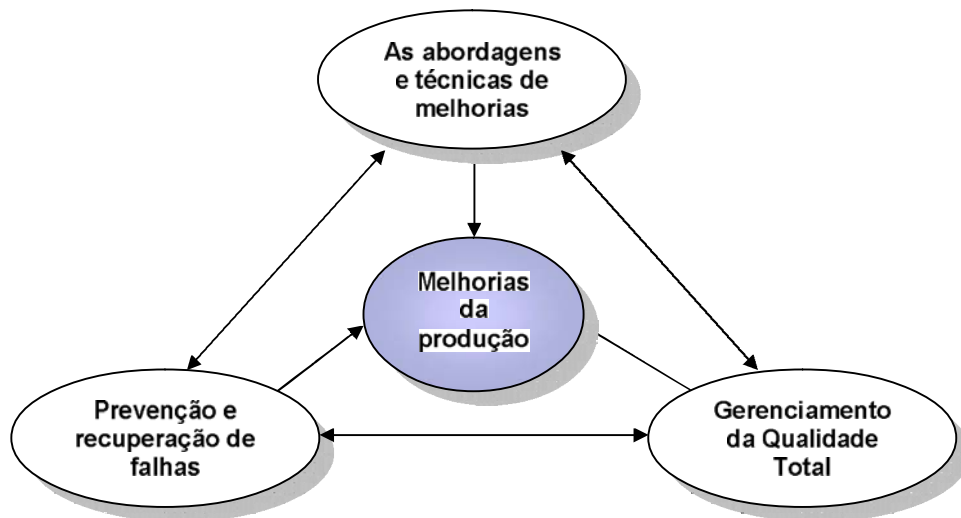 As abordagens
e técnicas de
melhorias
Melhorias
da
produção
Prevenção e
recuperação de
falhas
Gerenciamento
da Qualidade
Total